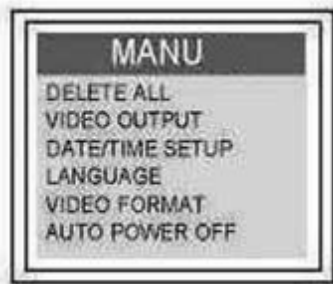 MANU
DELETE ALL
VIDEO OUTPUT
DATE/TIME SETUP
LANGUAGE
VIDEO FORMAT
AUTO POWER OFF